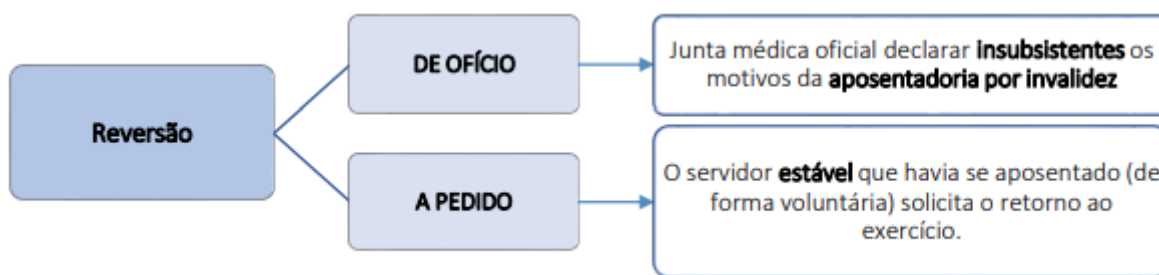 Reversão
DE OFÍCIO
Junta médica oficial declarar insubsistentes os
motivos da aposentadoria por invalidez
A PEDIDO
O servidor estável que havia se aposentado (de
forma voluntária) solicita o retorno ao
exercício.